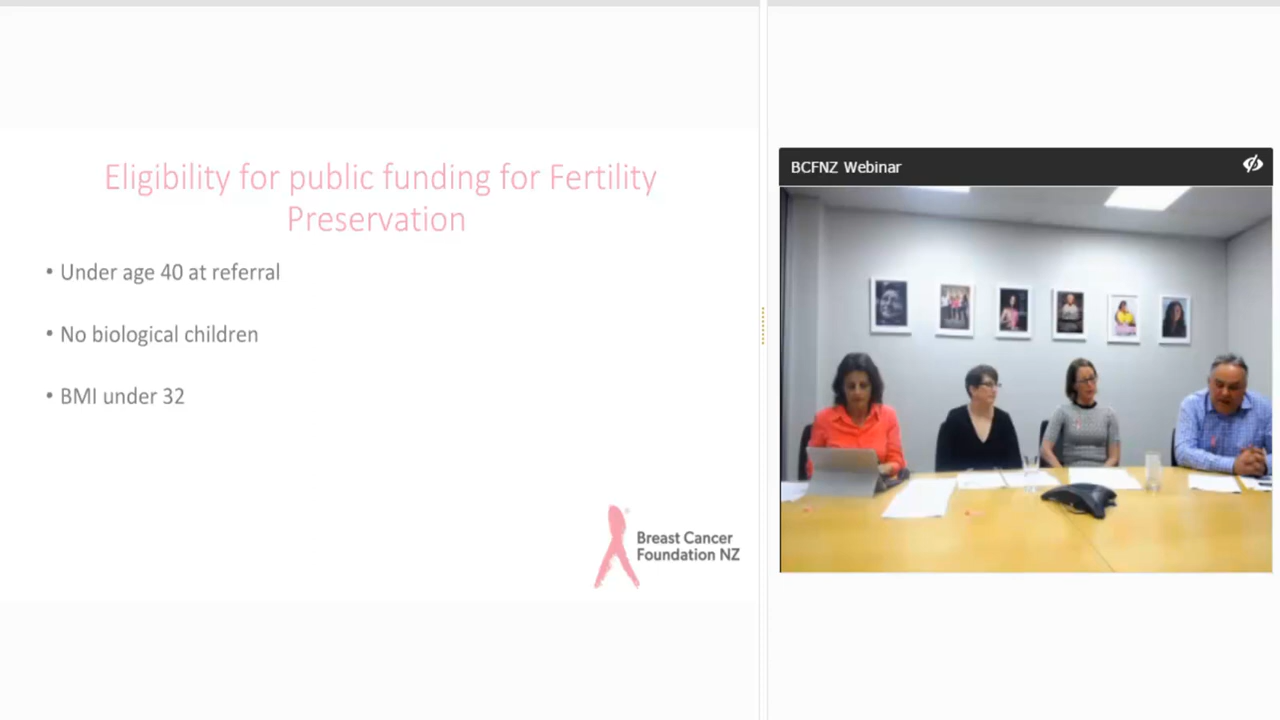 Eligibility for public funding for Fertility
Preservation
• Under age 40 at referral
• No biological children
• BMI under 32
Breast Cancer
Foundation NZ
BCFNZ Webinar